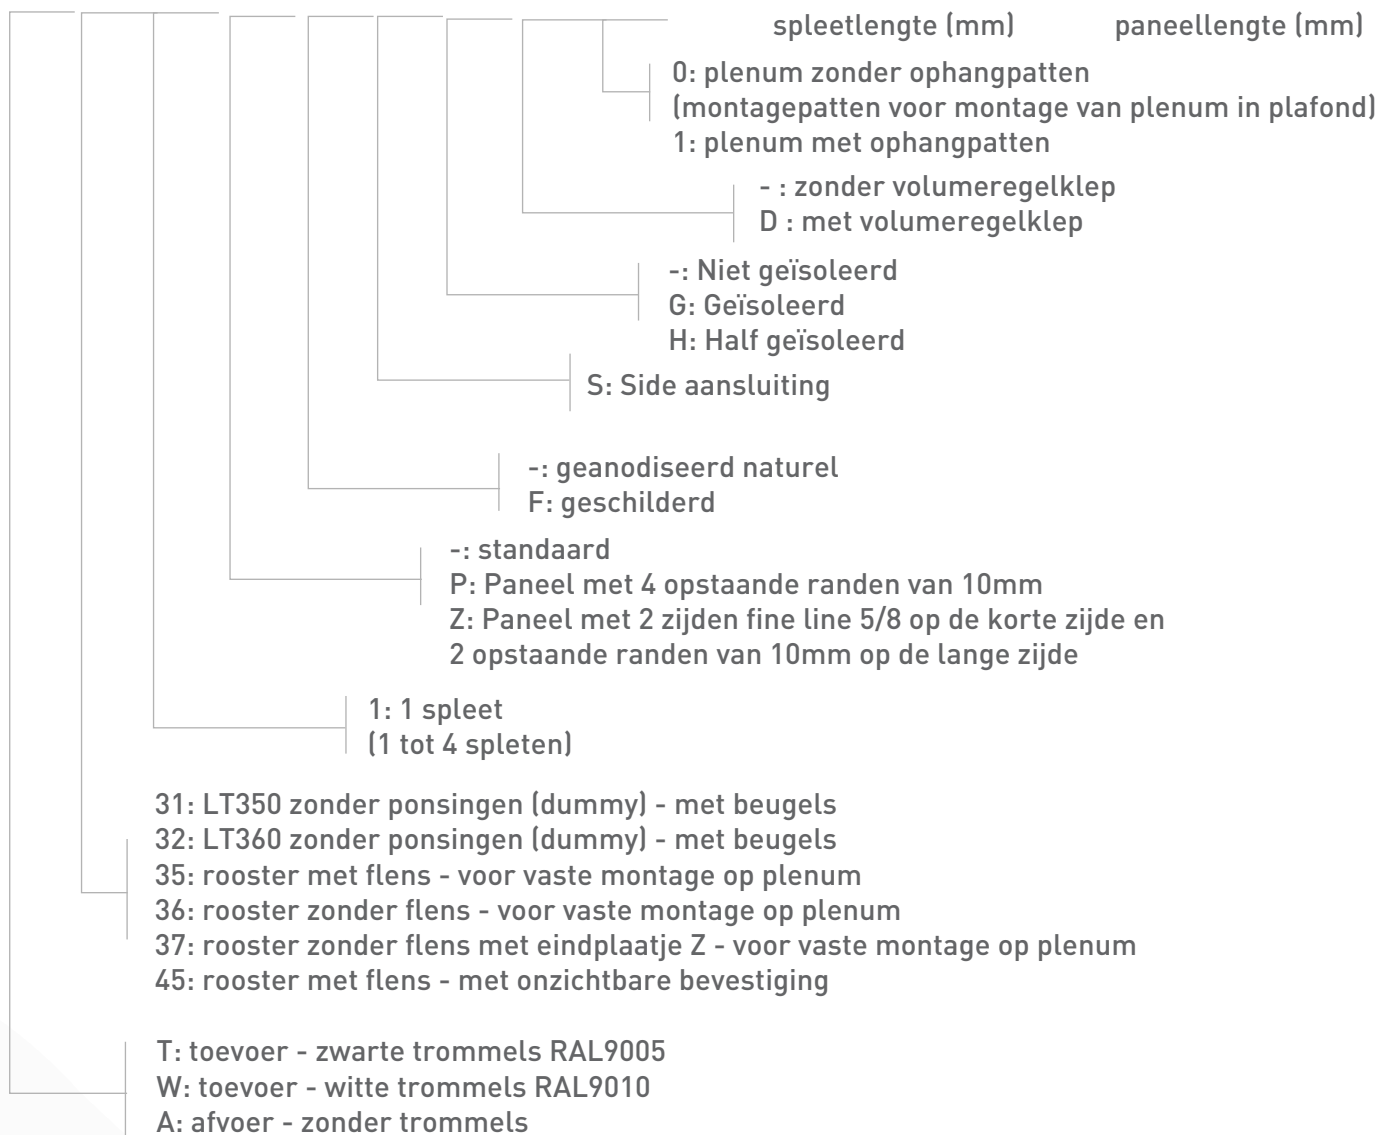 spleetlengte (mm) paneellengte (mm)
0: plenum zonder ophangpatten
(montagepatten voor montage van plenum in plafond)
1: plenum met ophangpatten
- : zonder volumeregelklep
D : met volumeregelklep
-: Niet geïsoleerd
G: Geïsoleerd
H: Half geïsoleerd
S: Side aansluiting
-: geanodiseerd naturel
F: geschilderd
-: standaard
P: Paneel met 4 opstaande randen van 10mm
Z: Paneel met 2 zijden fine line 5/8 op de korte zijde en
2 opstaande randen van 10mm op de lange zijde
1: 1 spleet
(1 tot 4 spleten)
31: LT350 zonder ponsingen (dummy) - met beugels
32: LT360 zonder ponsingen (dummy) - met beugels
35: rooster met flens - voor vaste montage op plenum
36: rooster zonder flens - voor vaste montage op plenum
37: rooster zonder flens met eindplaatje Z - voor vaste montage op plenum
45: rooster met flens - met onzichtbare bevestiging
T: toevoer - zwarte trommels RAL9005
W: toevoer - witte trommels RAL9010
A: afvoer - zonder trommels